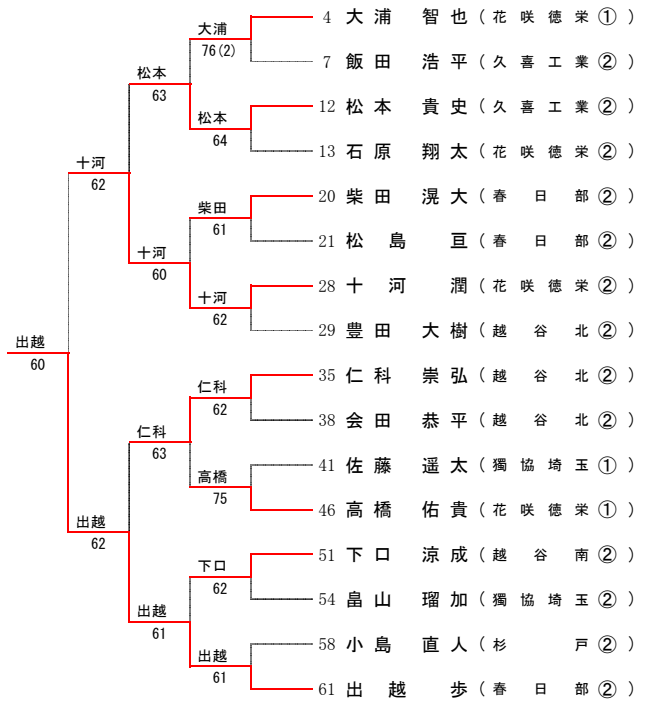 4 大浦 智也 (花咲徳栄 ①)
大浦
76(2)
7 飯田 浩平 (久喜工業 ②)
松本
63
12 松本 貴史 (久喜工業 ②)
松本
64
13 石原 翔太 (花咲徳栄 ②)
十河
62
20 柴田 滉大 (春日部 ②)
柴田
61
21 松島 亘 (春日部 ②)
十河
60
28 十河 潤 (花咲徳栄 ②)
十河
62
29 豊田 大樹 (越谷北 ②)
出越
60
35 仁科 崇弘 (越谷北 ②)
仁科
62
38 会田 恭平 (越谷北 ②)
仁科
63
41 佐藤 遥太 (獨協埼玉 ①)
高橋
75
46 高橋 佑貴 (花咲徳栄 ①)
出越
62
51 下口 涼成 (越谷南 ②)
下口
62
54 畠山 瑠加 (獨協埼玉 ②)
出越
61
58 小島 直人 (杉戸 ②)
出越
61
61 出越 歩 (春日部 ②)